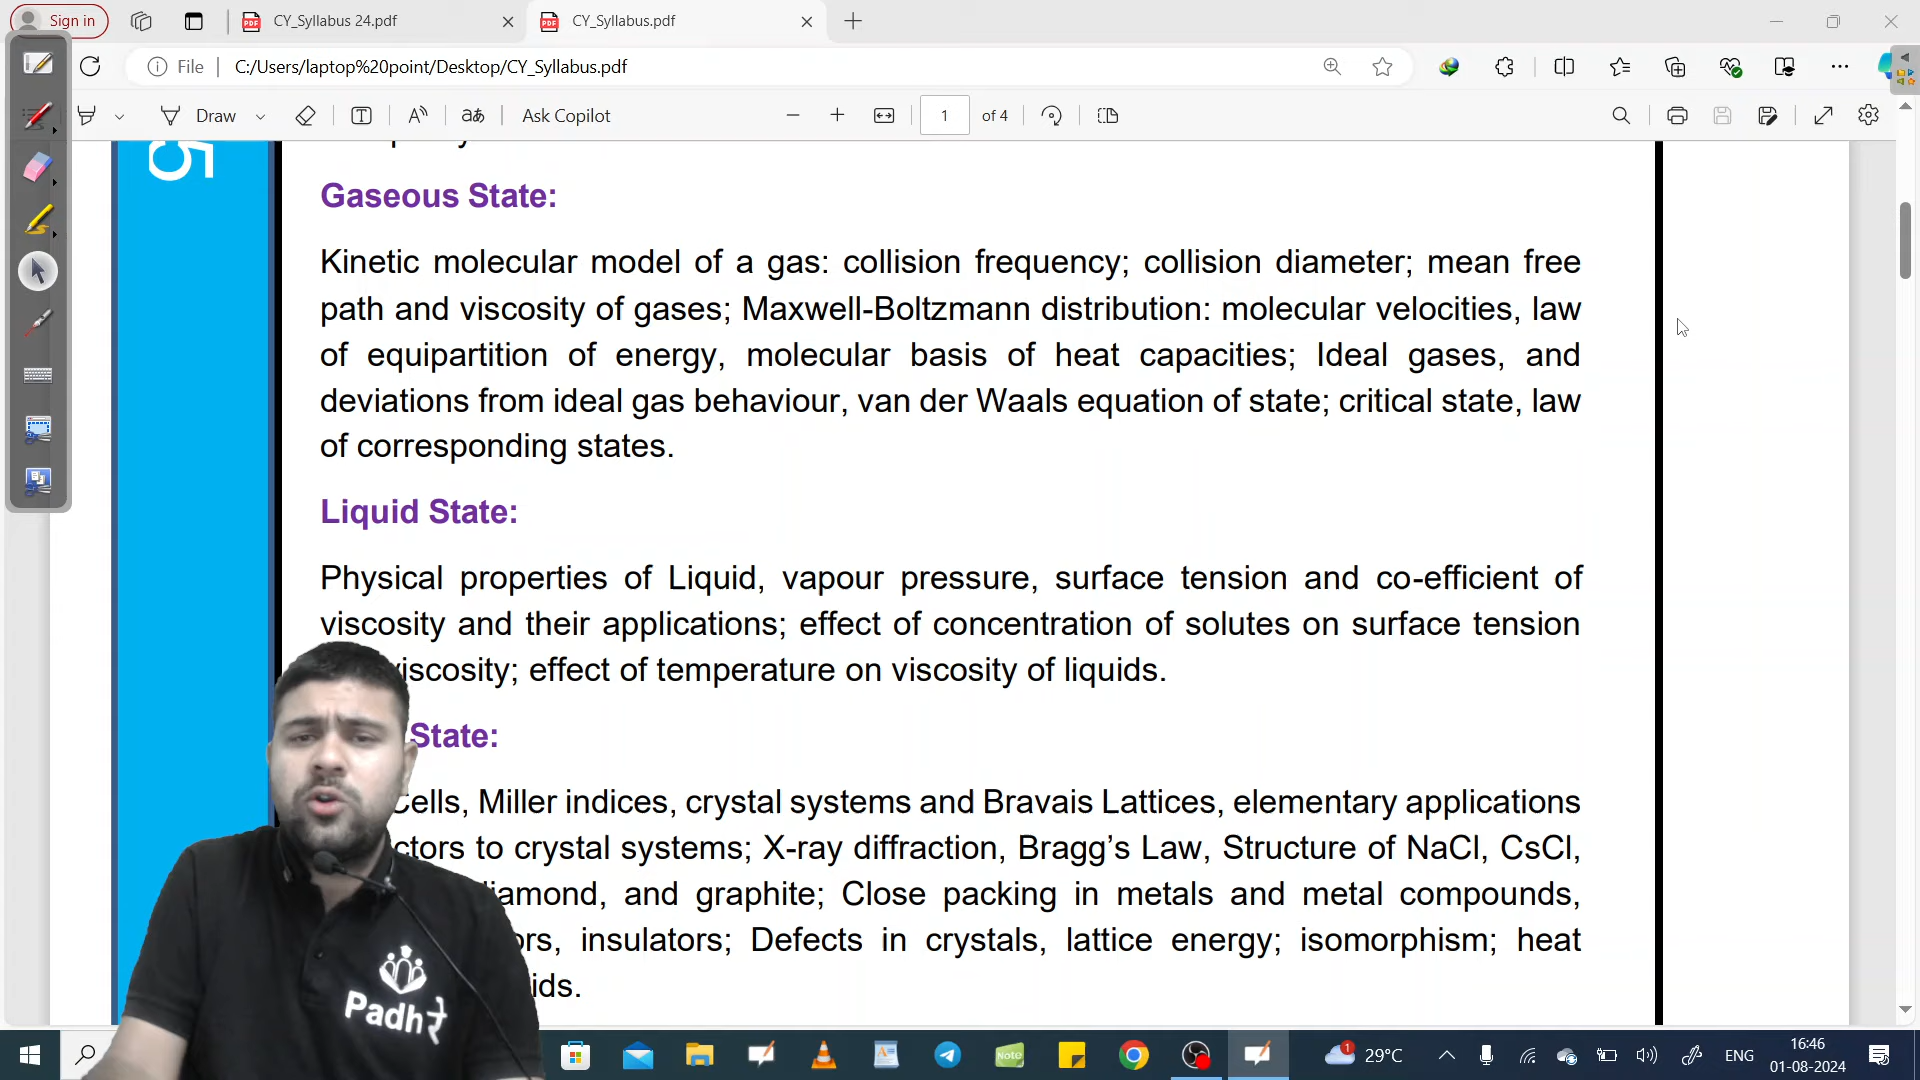 Sign in
CY_Syllabus 24.pdf
CY_Syllabus.pdf
File
C:/Users/laptop%20point/Desktop/CY_Syllabus.pdf
Draw
aあ
Ask Copilot
1
of 4
5
Gaseous State:
Kinetic molecular model of a gas: collision frequency; collision diameter; mean free
path and viscosity of gases; Maxwell-Boltzmann distribution: molecular velocities, law
of equipartition of energy, molecular basis of heat capacities; Ideal gases, and
deviations from ideal gas behaviour, van der Waals equation of state; critical state, law
of corresponding states.
Liquid State:
Physical properties of Liquid, vapour pressure, surface tension and co-efficient of
viscosity and their applications; effect of concentration of solutes on surface tension
viscosity; effect of temperature on viscosity of liquids.
State:
Cells, Miller indices, crystal systems and Bravais Lattices, elementary applications
ctors to crystal systems; X-ray diffraction, Bragg’s Law, Structure of NaCl, CsCl,
iamond, and graphite; Close packing in metals and metal compounds,
ors, insulators; Defects in crystals, lattice energy; isomorphism; heat
ids.
Padhरे
Note
1
29°C
ENG
16:46
01-08-2024